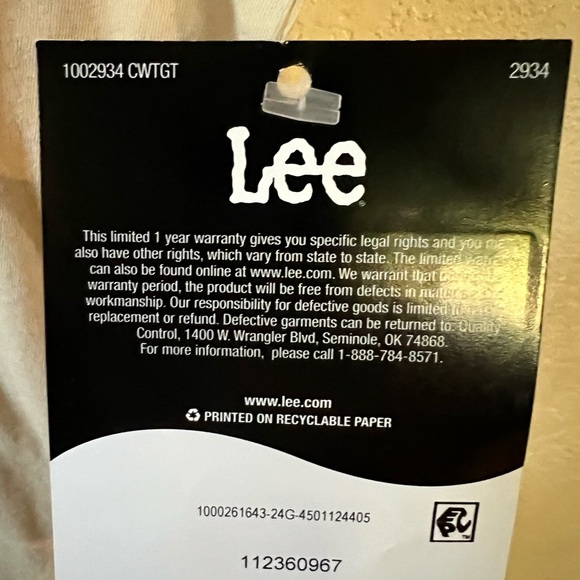 1002934 CWTGT 2934
Lee
This limited 1 year warranty gives you specific legal rights and you
also have other rights, which vary from state to state. The limited
can also be found online at www.lee.com. We warrant that
warranty period, the product will be free from defects in
workmanship. Our responsibility for defective goods is limited
replacement or refund. Defective garments can be returned to: Quality
Control, 1400 W. Wrangler Blvd, Seminole, OK 74868.
For more information, please call 1-888-784-8571.
www.lee.com
PRINTED ON RECYCLABLE PAPER
1000261643-24G-4501124405
112360967